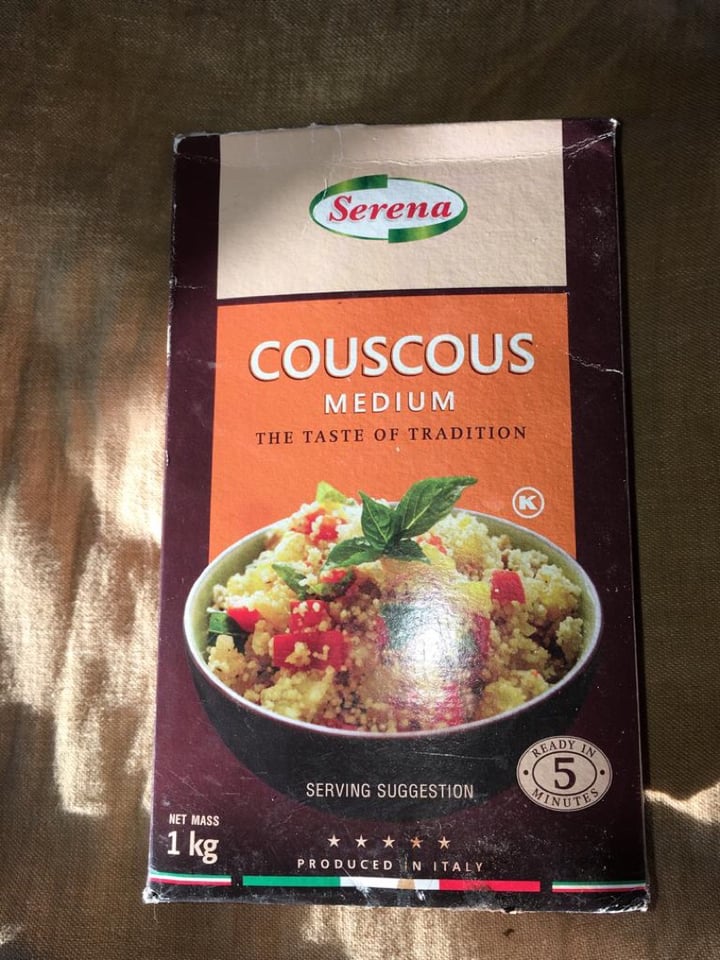 Serena
COUSCOUS
MEDIUM
THE TASTE OF TRADITION
K
SERVING SUGGESTION
READY IN
5
MINUTES
NET MASS
1 kg
PRODUCED IN ITALY